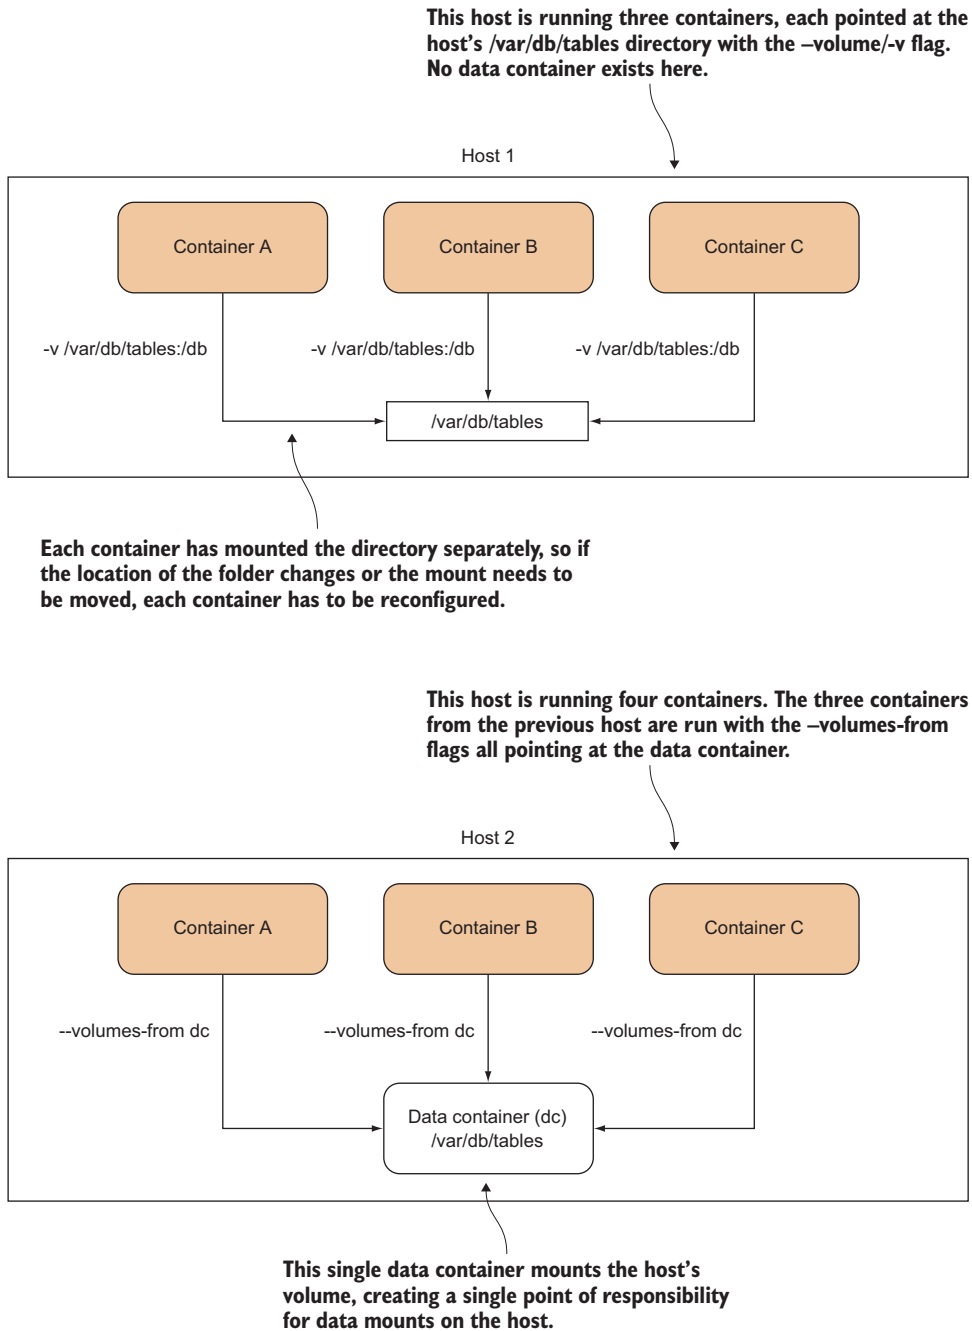 This host is running three containers, each pointed at the
host's /var/db/tables directory with the –volume/-v flag.
No data container exists here.
Host 1
Container A
Container B
Container C
-v /var/db/tables:/db
-v /var/db/tables:/db
-v /var/db/tables:/db
/var/db/tables
Each container has mounted the directory separately, so if
the location of the folder changes or the mount needs to
be moved, each container has to be reconfigured.
This host is running four containers. The three containers
from the previous host are run with the –volumes-from
flags all pointing at the data container.
Host 2
Container A
Container B
Container C
--volumes-from dc
--volumes-from dc
--volumes-from dc
Data container (dc)
/var/db/tables
This single data container mounts the host's
volume, creating a single point of responsibility
for data mounts on the host.